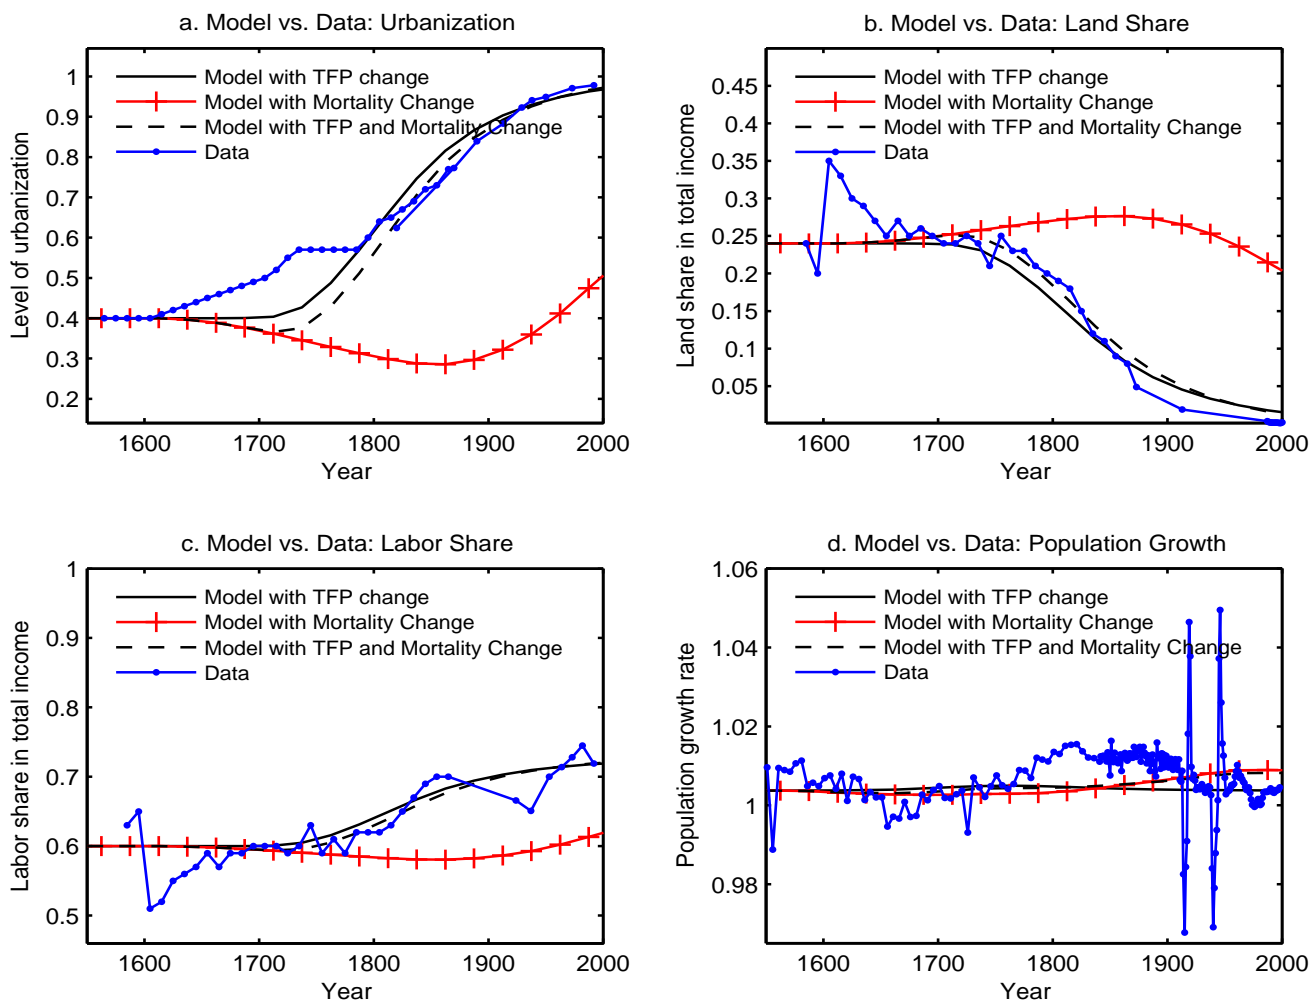 a. Model vs. Data: Urbanization
1
0.9
0.8
0.7
0.6
0.5
0.4
0.3
0.2
Level of urbanization
Model with TFP change
Model with Mortality Change
Model with TFP and Mortality Change
Data
1600 1700 1800 1900 2000
Year
b. Model vs. Data: Land Share
0.45
0.4
0.35
0.3
0.25
0.2
0.15
0.1
0.05
Land share in total income
Model with TFP change
Model with Mortality Change
Model with TFP and Mortality Change
Data
1600 1700 1800 1900 2000
Year
c. Model vs. Data: Labor Share
1
0.9
0.8
0.7
0.6
0.5
Labor share in total income
Model with TFP change
Model with Mortality Change
Model with TFP and Mortality Change
Data
1600 1700 1800 1900 2000
Year
d. Model vs. Data: Population Growth
1.06
1.04
1.02
1
0.98
Population growth rate
Model with TFP change
Model with Mortality Change
Model with TFP and Mortality Change
Data
1600 1700 1800 1900 2000
Year